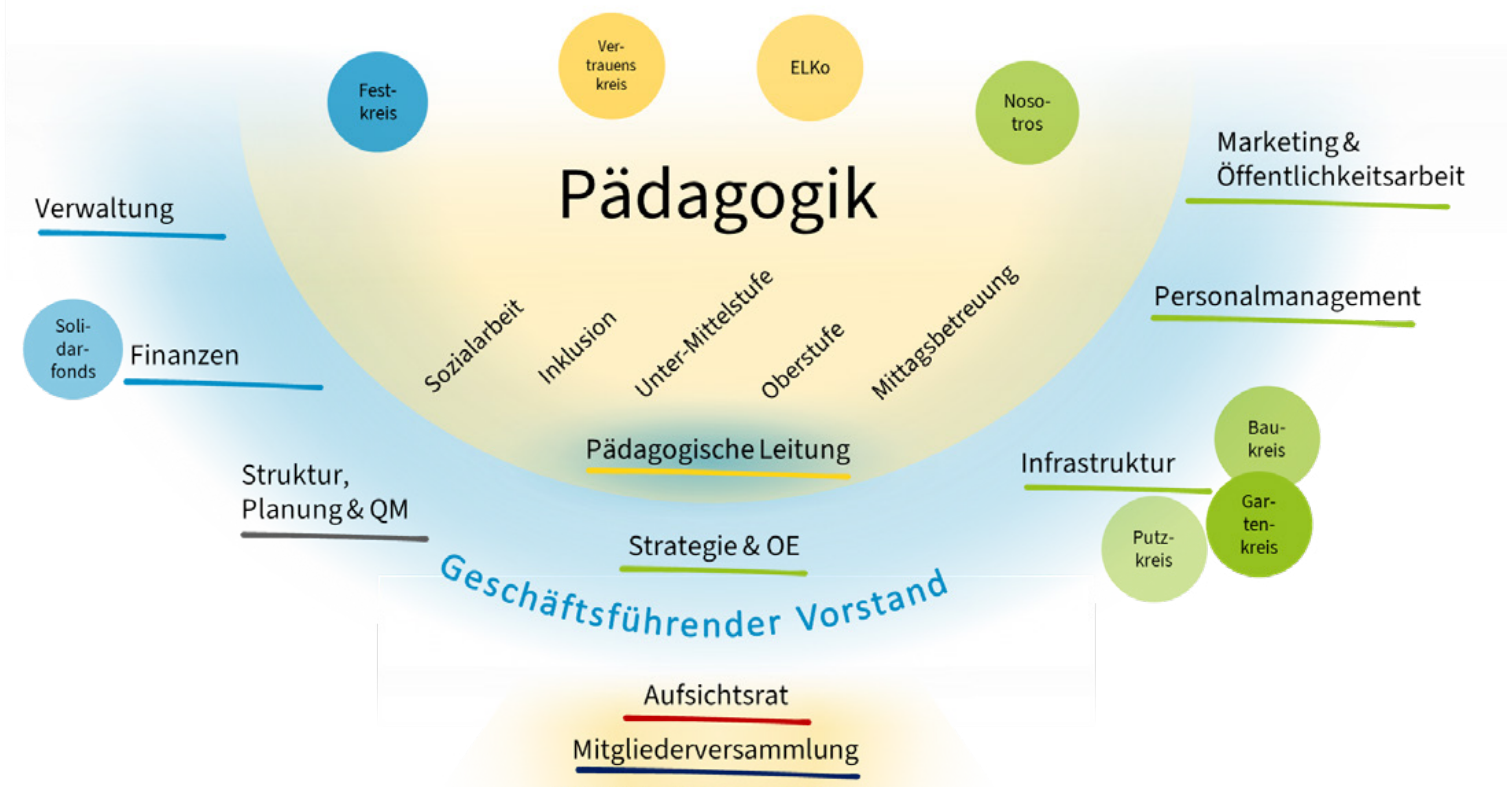 Fest-
kreis
Ver-
trauens
kreis
ELKo
Noso-
tros
Marketing &
Öffentlichkeitsarbeit
Pädagogik
Verwaltung
Personalmanagement
Soli-
dar-
fonds
Finanzen
Sozialarbeit
Inklusion
Unter-Mittelstufe
Oberstufe
Mittagsbetreuung
Pädagogische Leitung
Bau-
kreis
Infrastruktur
Gar-
ten-
kreis
Putz-
kreis
Struktur,
Planung & QM
Strategie & OE
Geschäftsführender Vorstand
Aufsichtsrat
Mitgliederversammlung